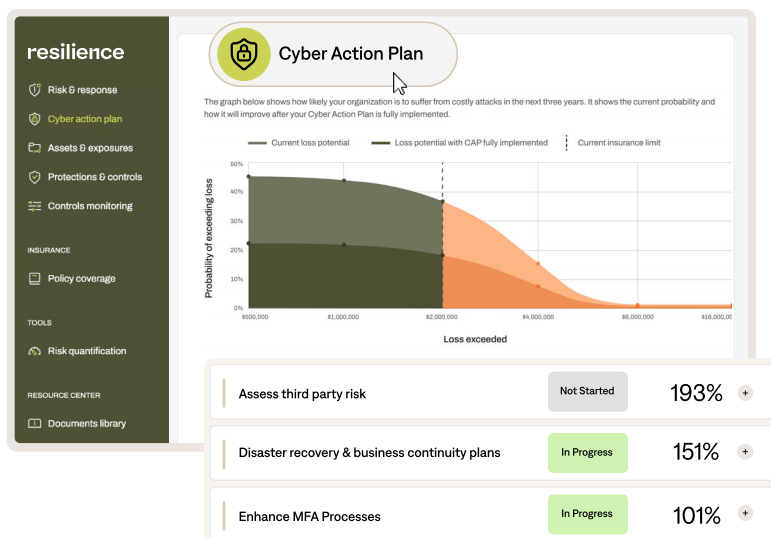 resilience
Risk & response
Cyber action plan
Assets & exposures
Protections & controls
Controls monitoring
INSURANCE
Policy coverage
TOOLS
Risk quantification
RESOURCE CENTER
Documents library
Cyber Action Plan
The graph below shows how likely your organization is to suffer from costly attacks in the next three years. It shows the current probability and
how it will improve after your Cyber Action Plan is fully implemented.
Current loss potential
Loss potential with CAP fully implemented
Current insurance limit
Probability of exceeding loss
50%
40%
30%
20%
10%
0%
$500,000
$1,000,000
$2,000,000
$4,000,000
$8,000,000
$16,000,00
Loss exceeded
Assess third party risk
Not Started
193%
+
Disaster recovery & business continuity plans
In Progress
151%
+
Enhance MFA Processes
In Progress
101%
+